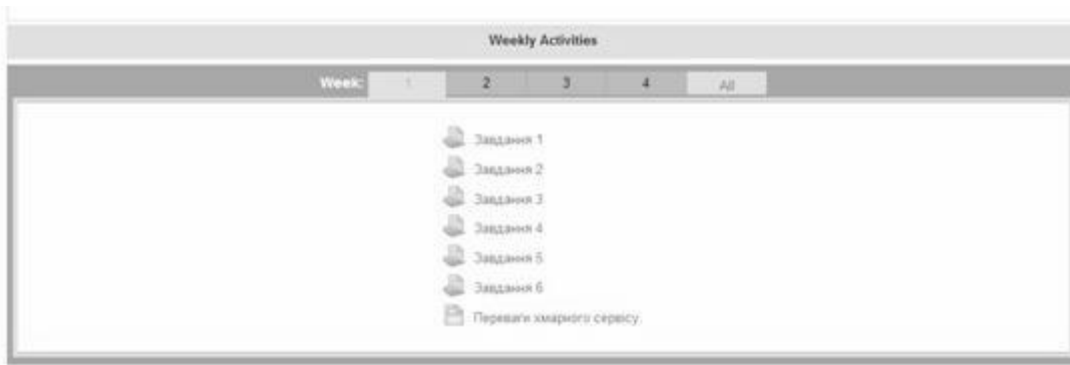 Weekly Activities
Week: 1 2 3 4 All
Завдання 1
Завдання 2
Завдання 3
Завдання 4
Завдання 5
Завдання 6
Переваги хмарного сервісу.